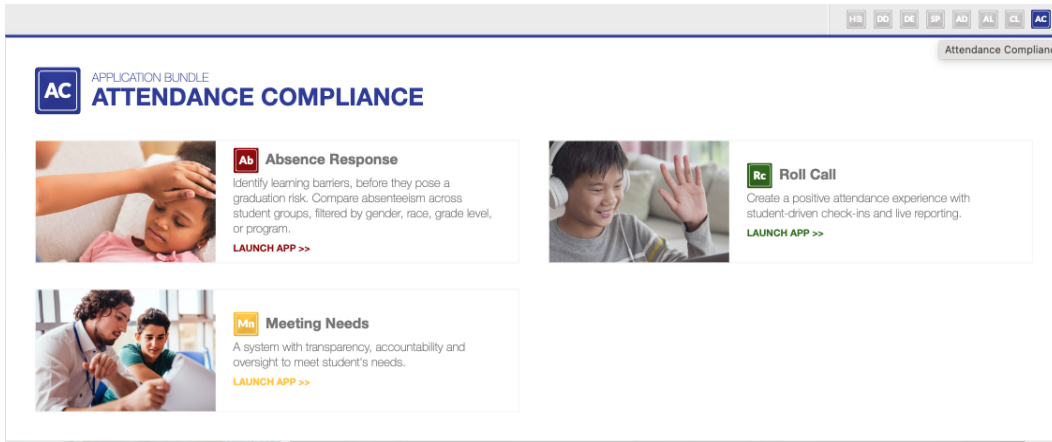 HB DD DE SP AD AL CL AC
Attendance Complianc
AC
APPLICATION BUNDLE
ATTENDANCE COMPLIANCE
Ab Absence Response
Identify learning barriers, before they pose a
graduation risk. Compare absenteeism across
student groups, filtered by gender, race, grade level,
or program.
LAUNCH APP >>
Rc Roll Call
Create a positive attendance experience with
student-driven check-ins and live reporting.
LAUNCH APP >>
Mn Meeting Needs
A system with transparency, accountability and
oversight to meet student's needs.
LAUNCH APP >>